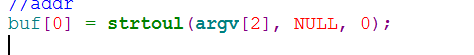 //addr
buf[0] = strtoul(argv[2], NULL, 0);